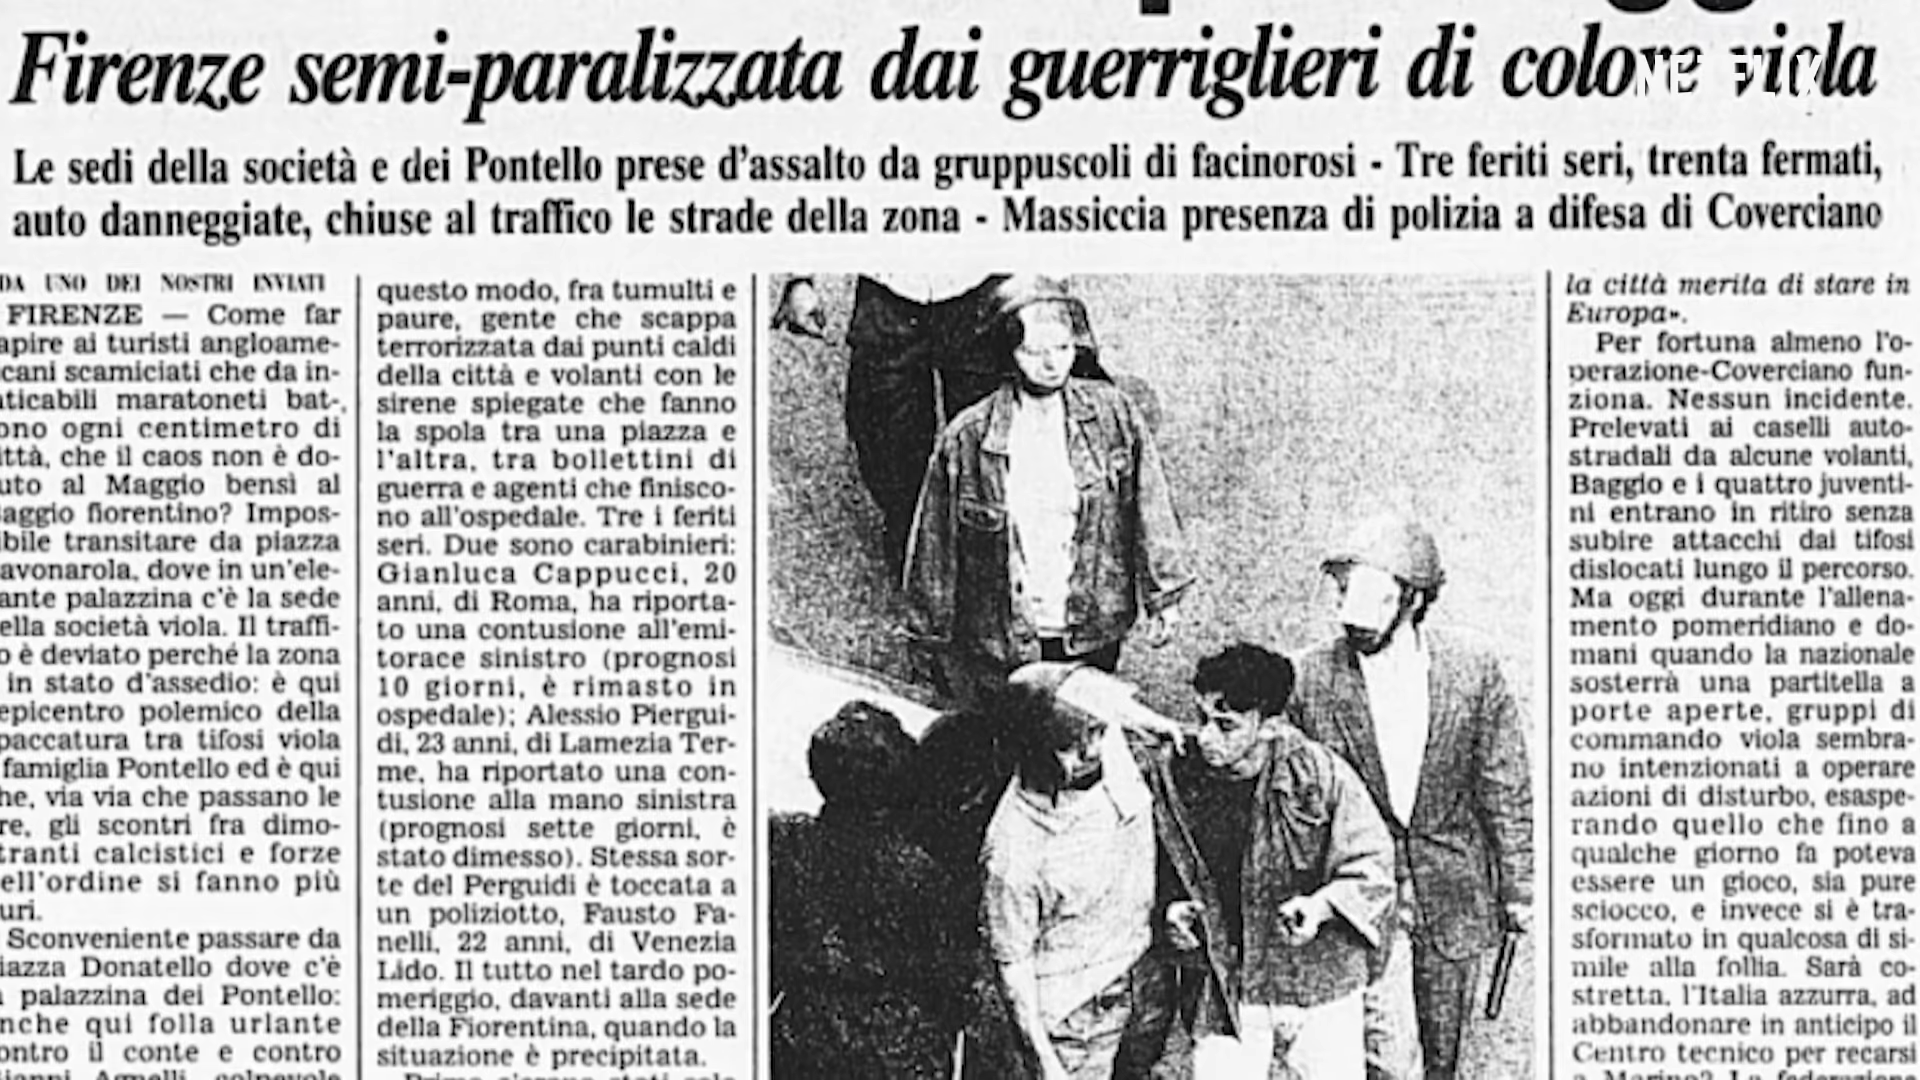 Firenze semi-paralizzata dai guerriglieri di colore viola
NETFLIX
Le sedi della società e dei Pontello prese d'assalto da gruppuscoli di facinorosi - Tre feriti seri, trenta fermati,
auto danneggiate, chiuse al traffico le strade della zona - Massiccia presenza di polizia a difesa di Coverciano
DA UNO DEI NOSTRI INVIATI
FIRENZE — Come far
apire ai turisti angloame-
cani scamiciati che da in-
aticabili maratoneti bat-
ono ogni centimetro di
ittà, che il caos non è do-
uto al Maggio bensì al
aggio fiorentino? Impos-
ibile transitare da piazza
avonarola, dove in un'ele-
ante palazzina c'è la sede
ella società viola. Il traffi-
o è deviato perché la zona
in stato d'assedio: è qui
epicentro polemico della
paccatura tra tifosi viola
famiglia Pontello ed è qui
he, via via che passano le
re, gli scontri fra dimo-
tranti calcistici e forze
ell'ordine si fanno più
uri.
Sconveniente passare da
iazza Donatello dove c'è
a palazzina dei Pontello:
nche qui folla urlante
ontro il conte e contro
ianni Agnelli, colpevole
questo modo, fra tumulti e
paure, gente che scappa
terrorizzata dai punti caldi
della città e volanti con le
sirene spiegate che fanno
la spola tra una piazza e
l'altra, tra bollettini di
guerra e agenti che finisco-
no all'ospedale. Tre i feriti
seri. Due sono carabinieri:
Gianluca Cappucci, 20
anni, di Roma, ha riporta-
to una contusione all'emi-
torace sinistro (prognosi
10 giorni, è rimasto in
ospedale); Alessio Piergui-
di, 23 anni, di Lamezia Ter-
me, ha riportato una con-
tusione alla mano sinistra
(prognosi sette giorni, è
stato dimesso). Stessa sor-
te del Perguidi è toccata a
un poliziotto, Fausto Fa-
nelli, 22 anni, di Venezia
Lido. Il tutto nel tardo po-
meriggio, davanti alla sede
della Fiorentina, quando la
situazione è precipitata.
la città merita di stare in
Europa».
Per fortuna almeno l'o-
perazione-Coverciano fun-
ziona. Nessun incidente.
Prelevati ai caselli auto-
stradali da alcune volanti,
Baggio e i quattro juventi-
ni entrano in ritiro senza
subire attacchi dai tifosi
dislocati lungo il percorso.
Ma oggi durante l'allena-
mento pomeridiano e do-
mani quando la nazionale
sosterrà una partitella a
porte aperte, gruppi di
commando viola sembra-
no intenzionati a operare
azioni di disturbo, esaspe-
rando quello che fino a
qualche giorno fa poteva
essere un gioco, sia pure
sciocco, e invece si è tra-
sformato in qualcosa di si-
mile alla follia. Sarà co-
stretta, l'Italia azzurra, ad
abbandonare in anticipo il
Centro tecnico per recarsi
a Marino? La federazione